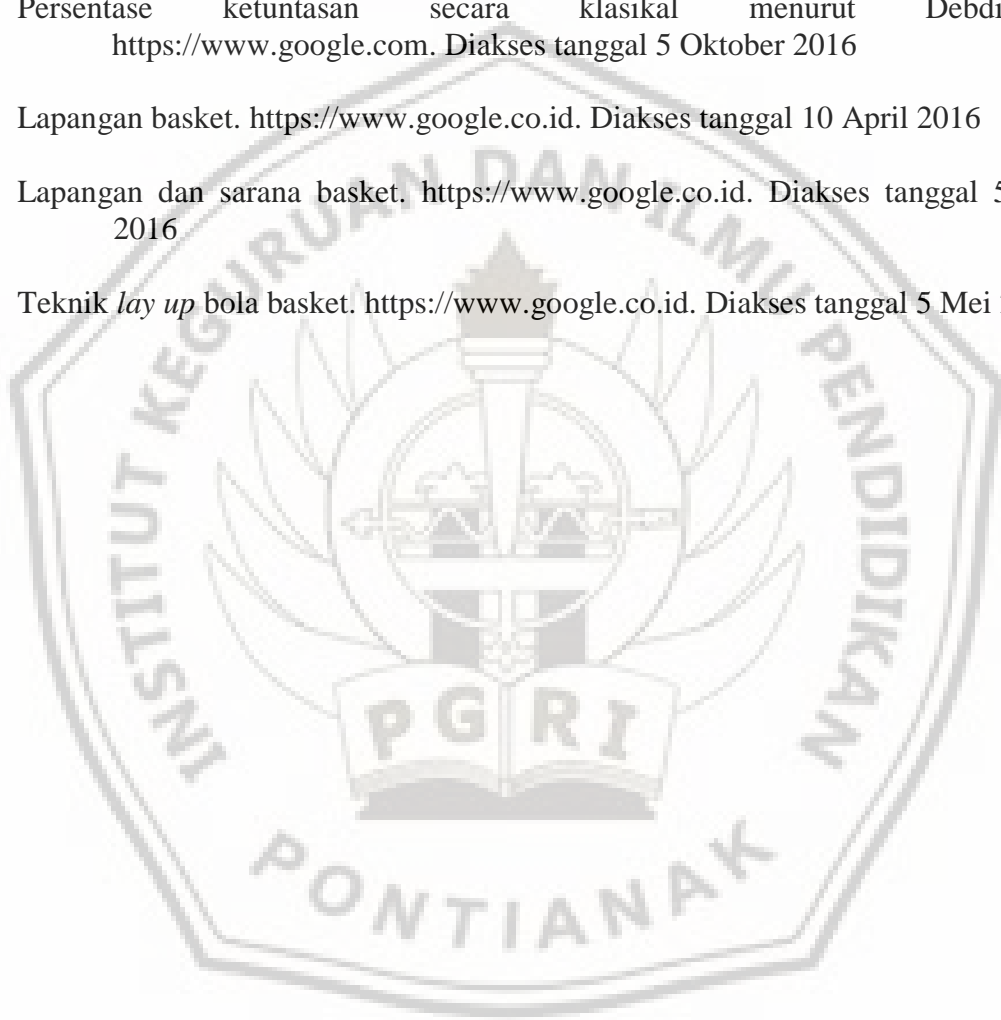 Persentase ketuntasan secara klasikal menurut
https://www.google.com. Diakses tanggal 5 Oktober 2016
Lapangan basket. https://www.google.co.id. Diakses tanggal 10 April 2016
Lapangan dan sarana basket. https://www.google.co.id. Diakses tanggal 5
2016
Teknik lay up bola basket. https://www.google.co.id. Diakses tanggal 5 Mei
INSTITUT KEGURUAN DAN ILMU PENDIDIKAN
PGRI
PONTIANAK